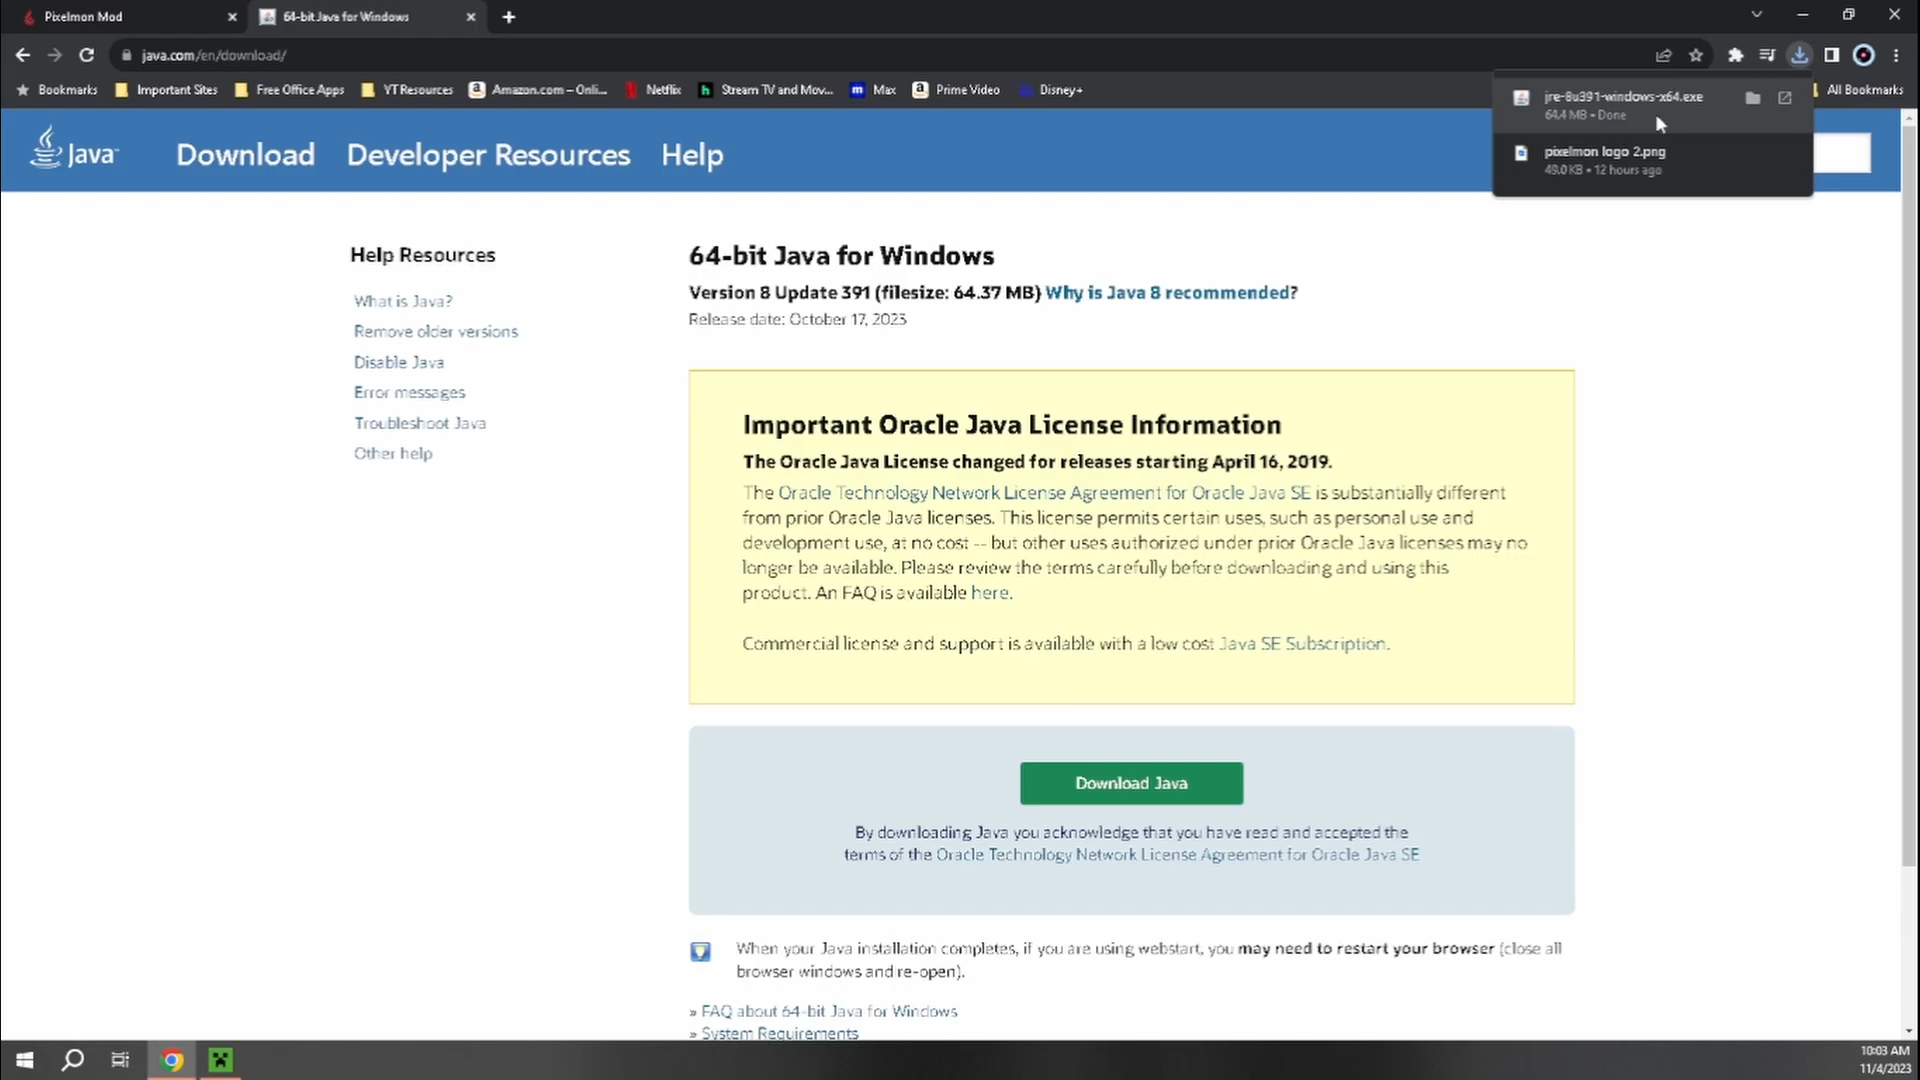 Pixelmon Mod
64-bit Java for Windows
java.com/en/download/
Bookmarks
Important Sites
Free Office Apps
YT Resources
Amazon.com – Onli...
Netflix
Stream TV and Mov...
Max
Prime Video
Disney+
All Bookmarks
jre-8u391-windows-x64.exe
64.4 MB • Done
pixelmon logo 2.png
49.0 KB • 12 hours ago
Java
Download
Developer Resources
Help
Help Resources
What is Java?
Remove older versions
Disable Java
Error messages
Troubleshoot Java
Other help
64-bit Java for Windows
Version 8 Update 391 (filesize: 64.37 MB) Why is Java 8 recommended?
Release date: October 17, 2023
Important Oracle Java License Information
The Oracle Java License changed for releases starting April 16, 2019.
The Oracle Technology Network License Agreement for Oracle Java SE is substantially different
from prior Oracle Java licenses. This license permits certain uses, such as personal use and
development use, at no cost -- but other uses authorized under prior Oracle Java licenses may no
longer be available. Please review the terms carefully before downloading and using this
product. An FAQ is available here.
Commercial license and support is available with a low cost Java SE Subscription.
Download Java
By downloading Java you acknowledge that you have read and accepted the
terms of the Oracle Technology Network License Agreement for Oracle Java SE
When your Java installation completes, if you are using webstart, you may need to restart your browser (close all
browser windows and re-open).
» FAQ about 64-bit Java for Windows
» System Requirements
10:03 AM
11/4/2023